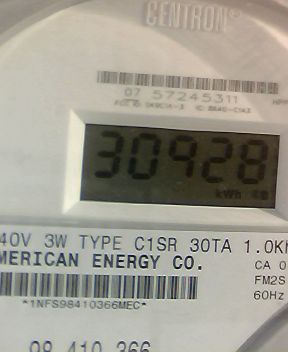 CENTRON®
07 57245311
30928
kWh
40V 3W TYPE C1SR 30TA 1.0K
MERICAN ENERGY CO. CA 0
FM2S
60Hz
*1NFS98410366MEC*
98 410 366